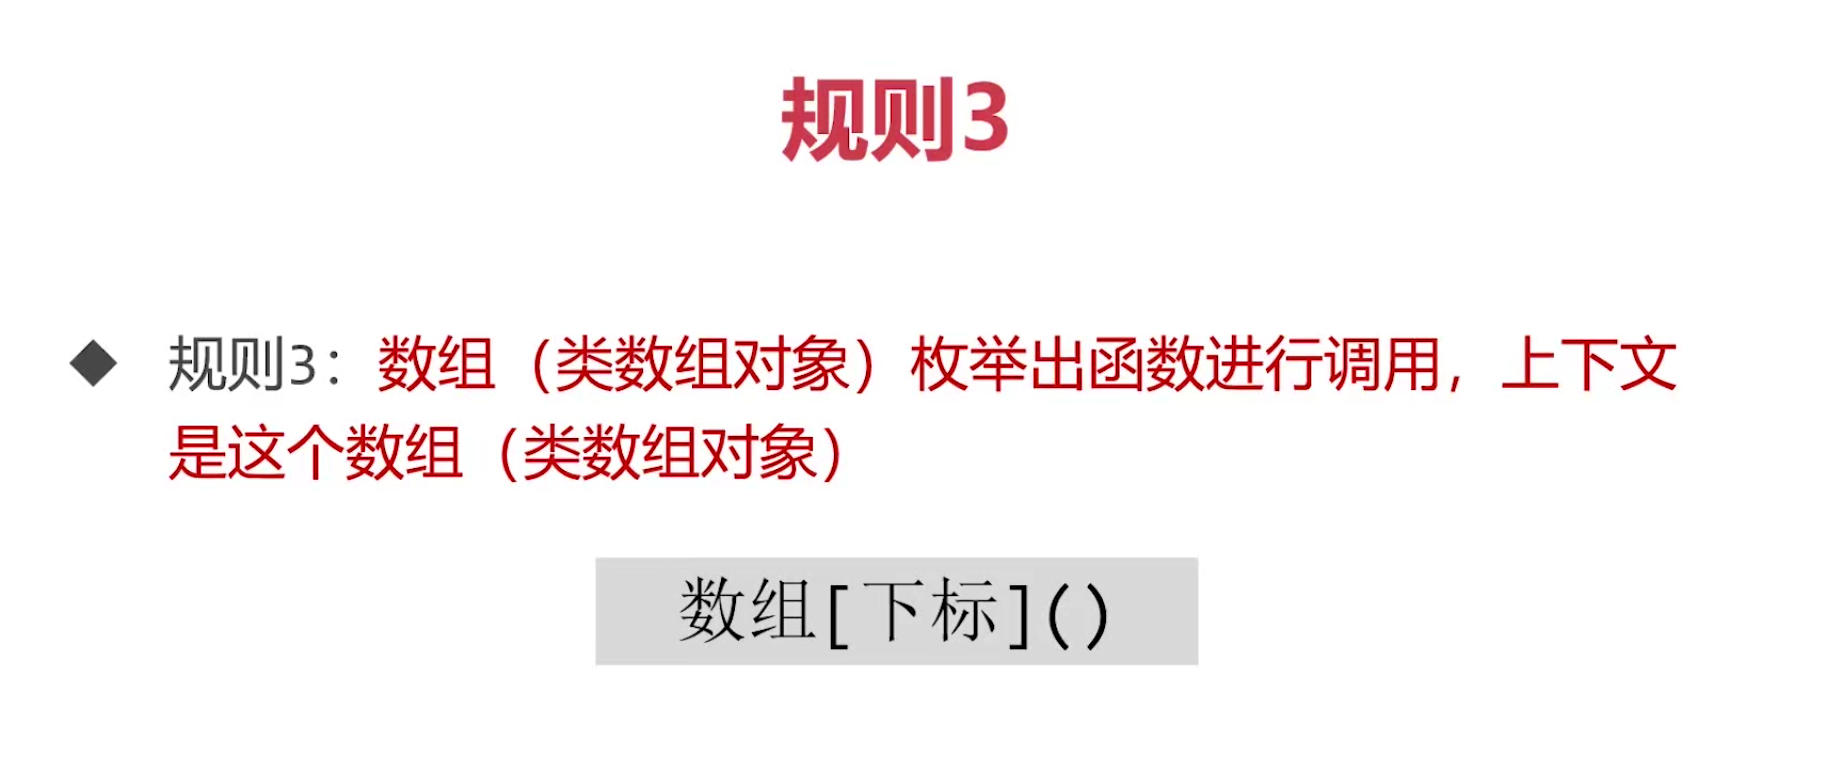 规则3
◆ 规则3：数组（类数组对象）枚举出函数进行调用，上下文
是这个数组（类数组对象）
数组[下标]()